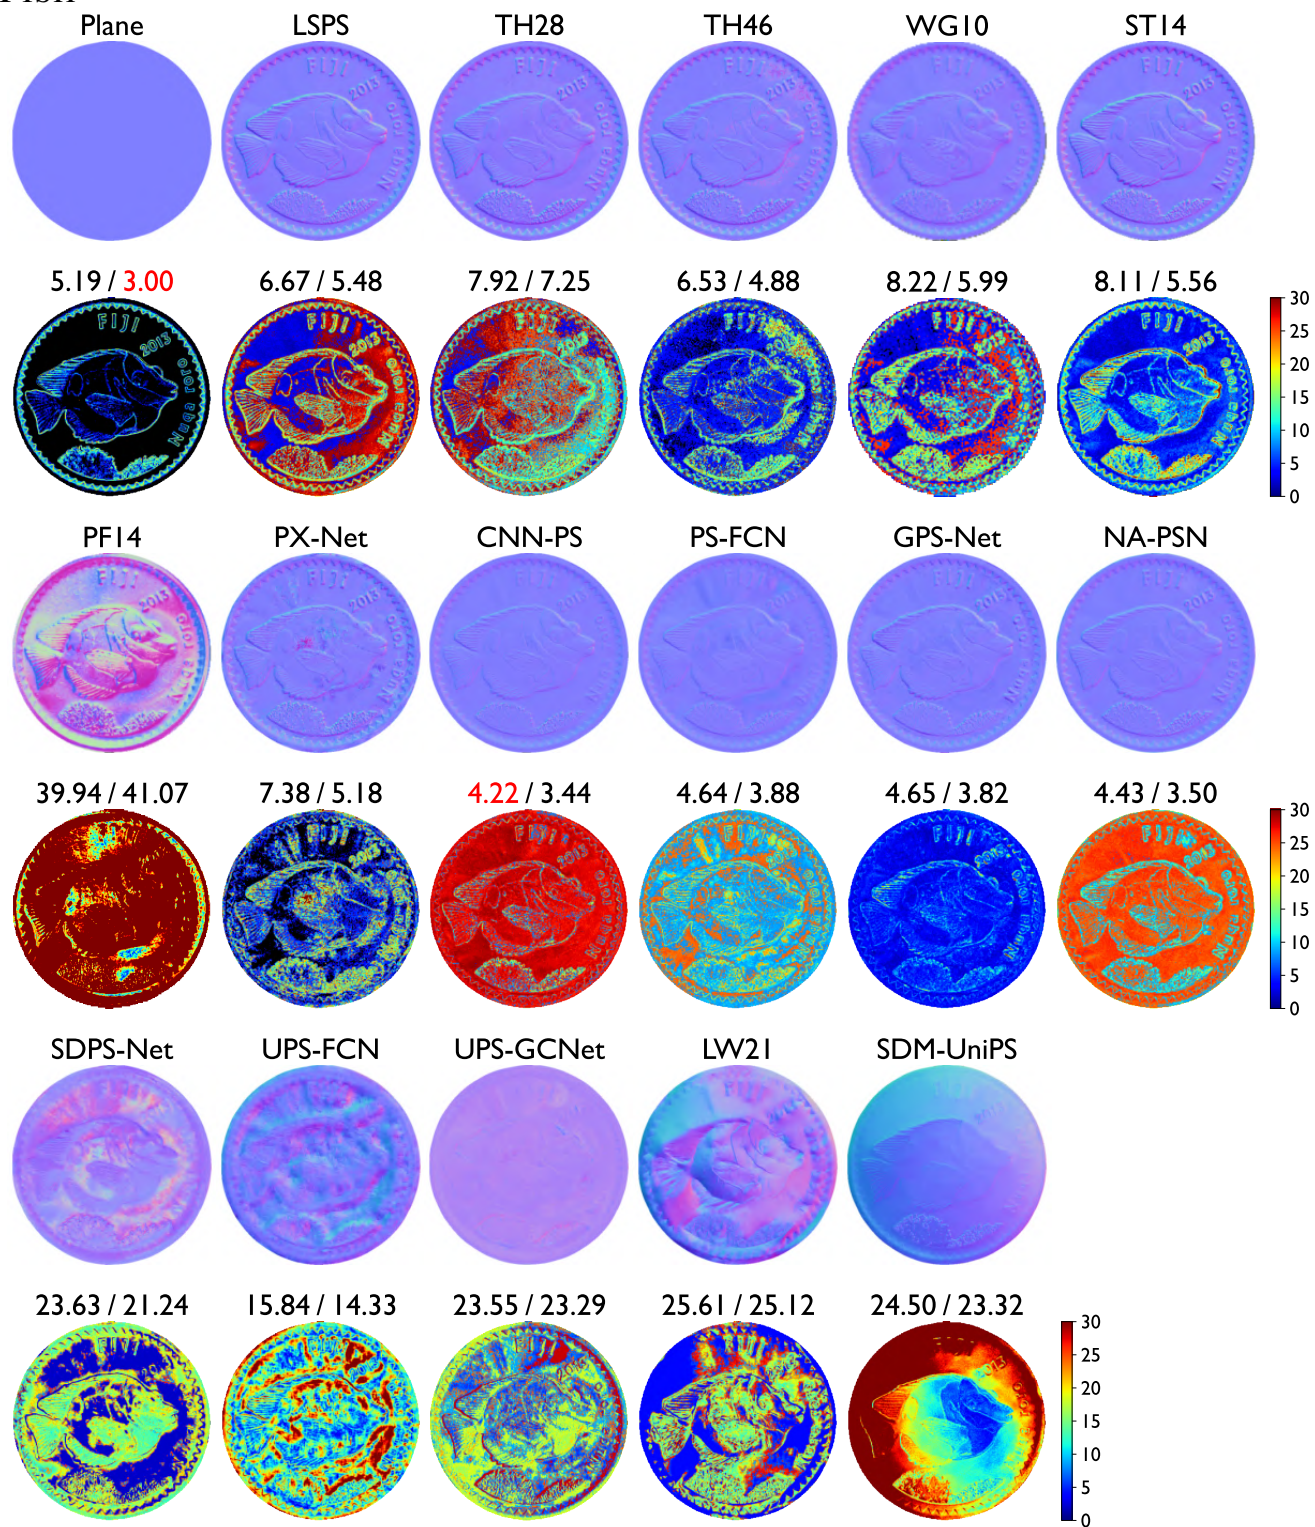 Fish
Plane LSPS TH28 TH46 WG10 ST14
FIJI 2013 Nuqa roro
5.19 / 3.00 6.67 / 5.48 7.92 / 7.25 6.53 / 4.88 8.22 / 5.99 8.11 / 5.56
30
25
20
15
10
5
0
PF14 PX-Net CNN-PS PS-FCN GPS-Net NA-PSN
39.94 / 41.07 7.38 / 5.18 4.22 / 3.44 4.64 / 3.88 4.65 / 3.82 4.43 / 3.50
30
25
20
15
10
5
0
SDPS-Net UPS-FCN UPS-GCNet LW21 SDM-UniPS
23.63 / 21.24 15.84 / 14.33 23.55 / 23.29 25.61 / 25.12 24.50 / 23.32
30
25
20
15
10
5
0